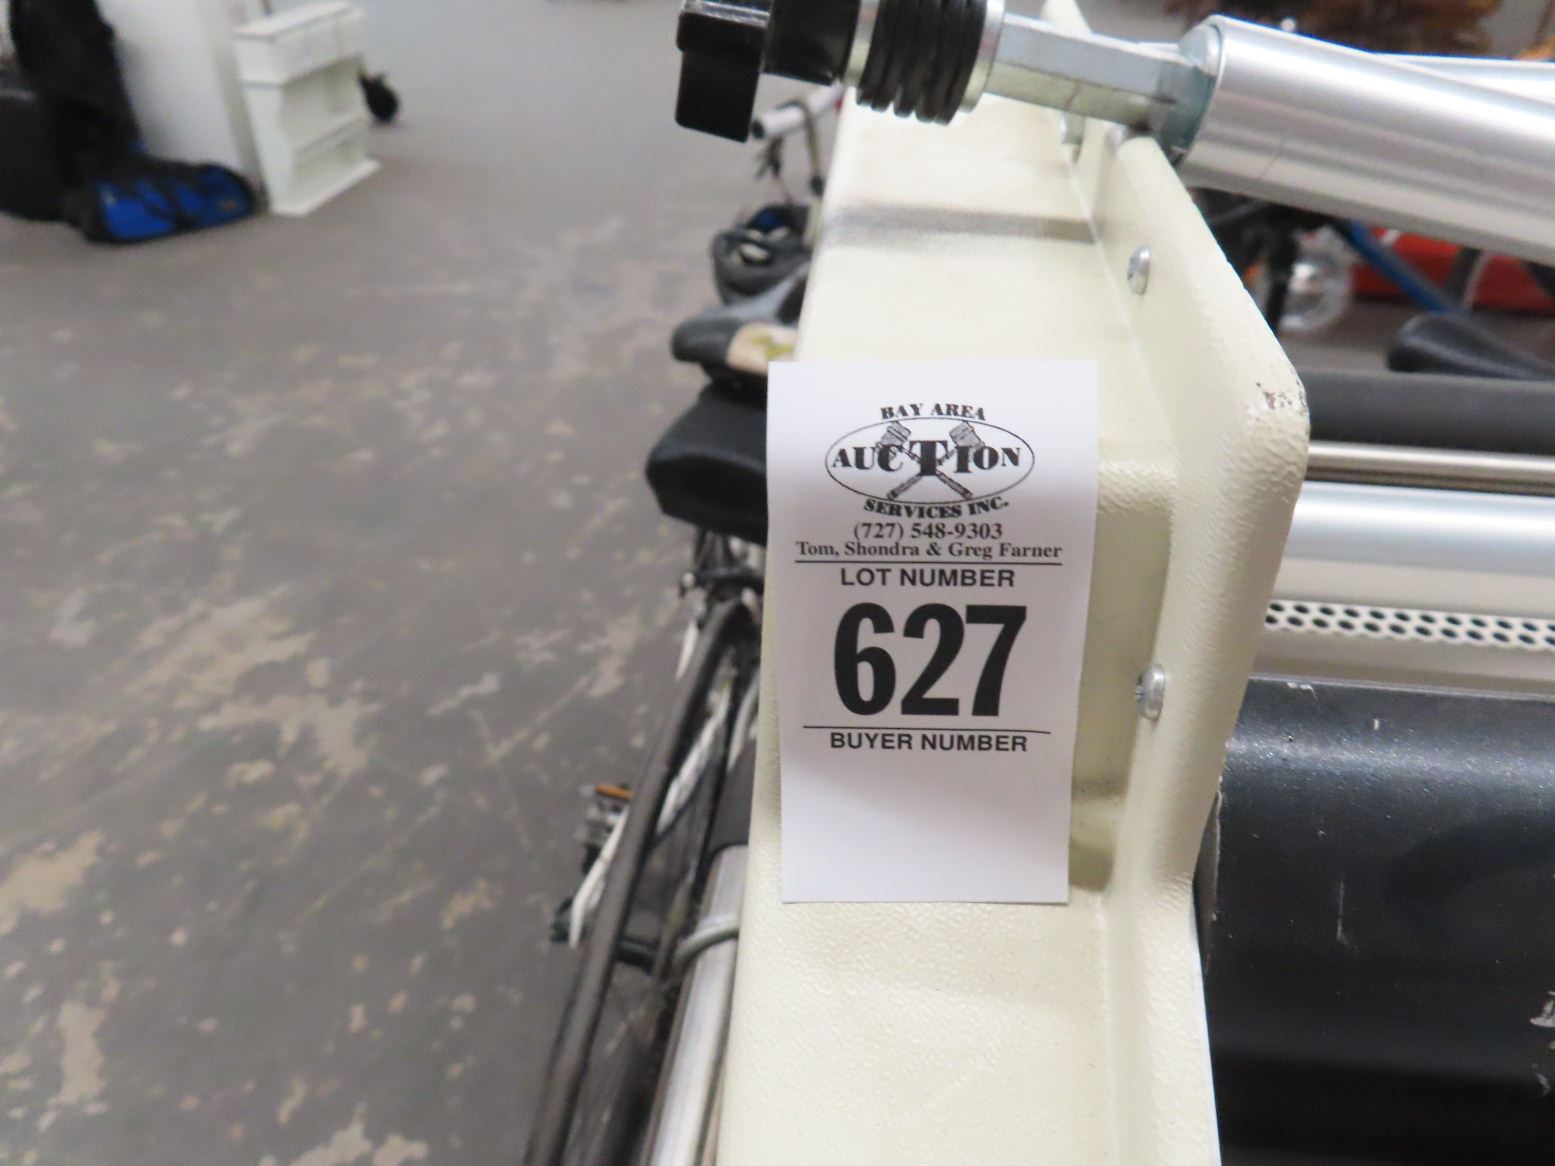 BAY AREA
AUCTION
SERVICES INC.
(727) 548-9303
Tom, Shondra & Greg Farner
LOT NUMBER
627
BUYER NUMBER